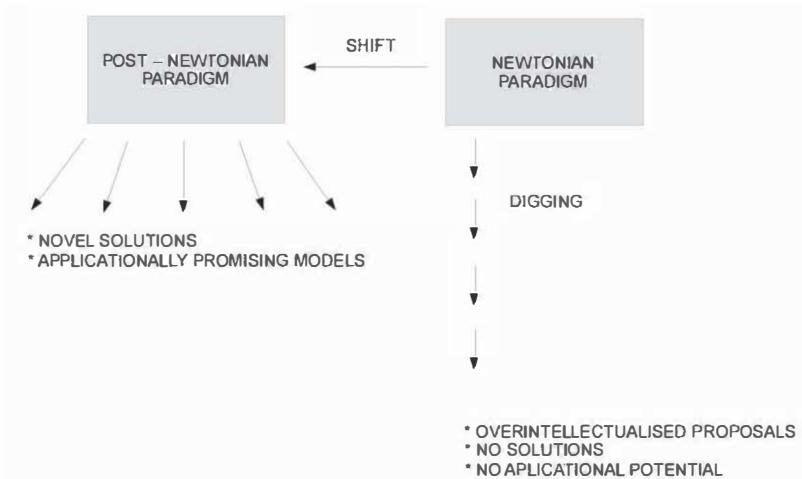 POST – NEWTONIAN
PARADIGM
SHIFT
NEWTONIAN
PARADIGM
DIGGING
* NOVEL SOLUTIONS
* APPLICATIONALLY PROMISING MODELS
* OVERINTELLECTUALISED PROPOSALS
* NO SOLUTIONS
* NO APLICATIONAL POTENTIAL